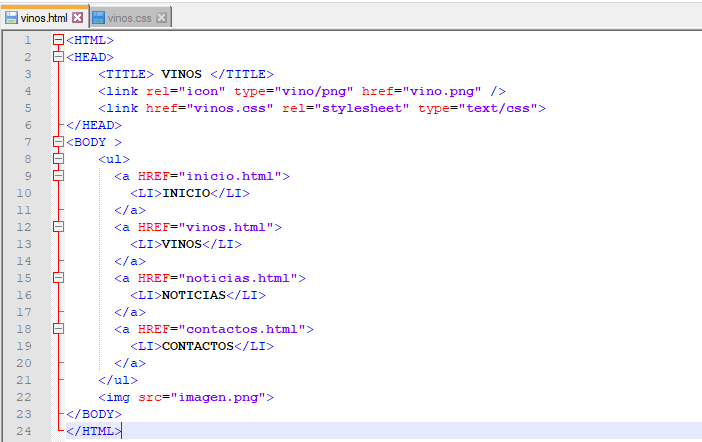 vinos.html vinos.css
1 <HTML>
2 <HEAD>
3 <TITLE> VINOS </TITLE>
4 <link rel="icon" type="vino/png" href="vino.png" />
5 <link href="vinos.css" rel="stylesheet" type="text/css">
6 </HEAD>
7 <BODY >
8 <ul>
9 <a HREF="inicio.html">
10 <LI>INICIO</LI>
11 </a>
12 <a HREF="vinos.html">
13 <LI>VINOS</LI>
14 </a>
15 <a HREF="noticias.html">
16 <LI>NOTICIAS</LI>
17 </a>
18 <a HREF="contactos.html">
19 <LI>CONTACTOS</LI>
20 </a>
21 </ul>
22 <img src="imagen.png">
23 </BODY>
24 </HTML>